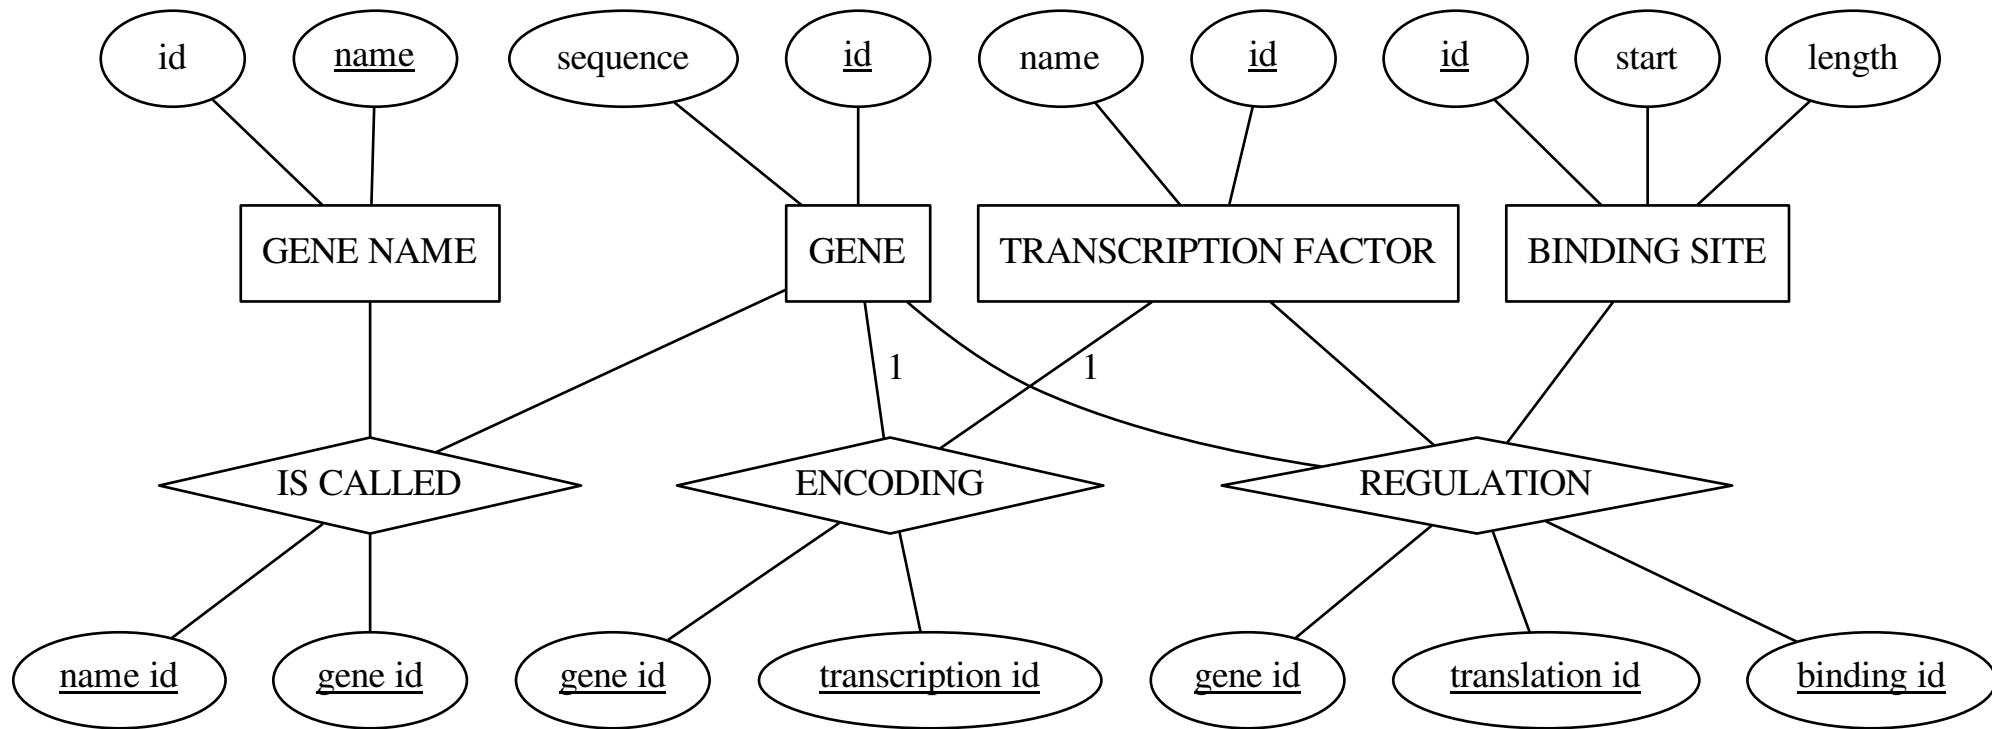 id
name
sequence
id
name
id
id
start
length
GENE NAME
GENE
TRANSCRIPTION FACTOR
BINDING SITE
1
1
IS CALLED
ENCODING
REGULATION
name id
gene id
gene id
transcription id
gene id
translation id
binding id